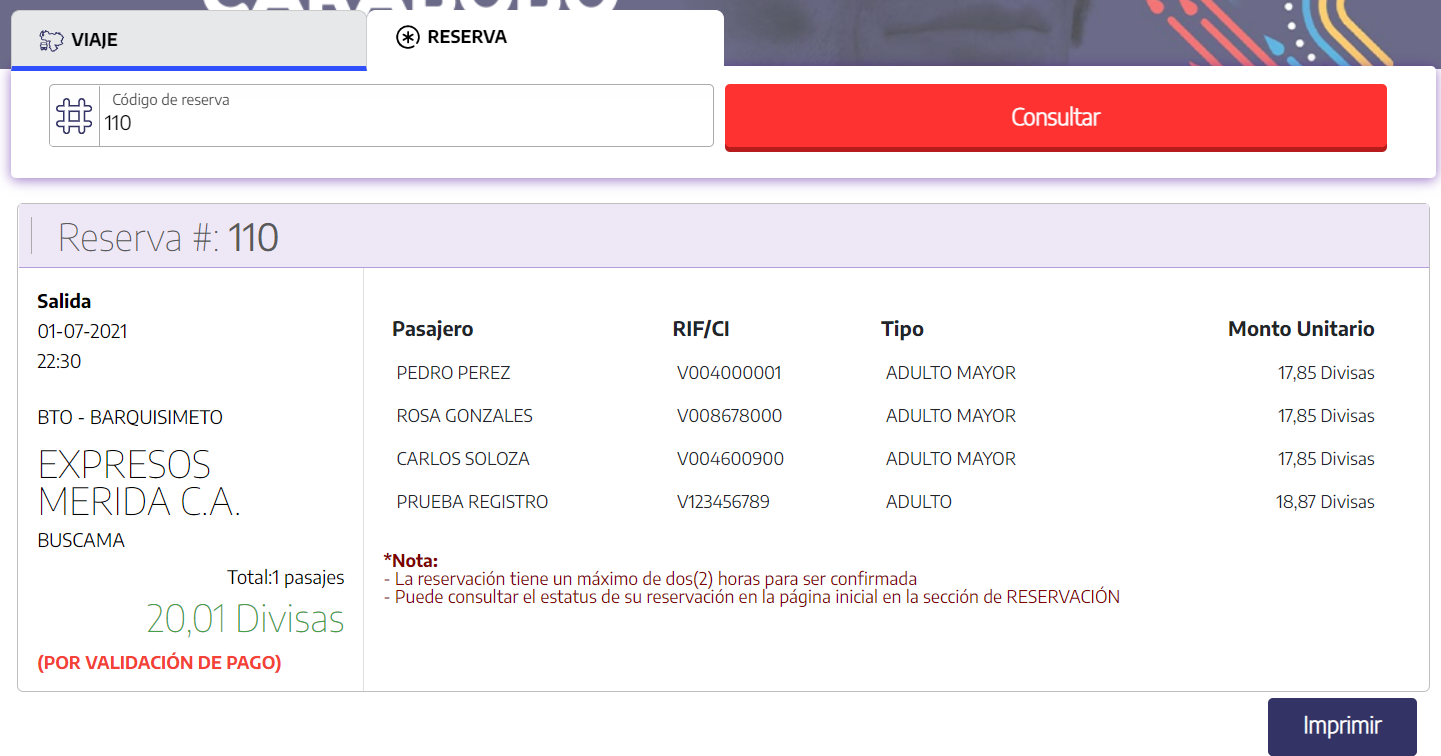 CARABOBO
VIAJE
RESERVA
Código de reserva
110
Consultar
Reserva #: 110
Salida
01-07-2021
22:30
BTO - BARQUISIMETO
EXPRESOS
MERIDA C.A.
BUSCAMA
Total:1 pasajes
20,01 Divisas
(POR VALIDACIÓN DE PAGO)
Pasajero RIF/CI Tipo Monto Unitario
PEDRO PEREZ V004000001 ADULTO MAYOR 17,85 Divisas
ROSA GONZALES V008678000 ADULTO MAYOR 17,85 Divisas
CARLOS SOLOZA V004600900 ADULTO MAYOR 17,85 Divisas
PRUEBA REGISTRO V123456789 ADULTO 18,87 Divisas
*Nota:
- La reservación tiene un máximo de dos(2) horas para ser confirmada
- Puede consultar el estatus de su reservación en la página inicial en la sección de RESERVACIÓN
Imprimir